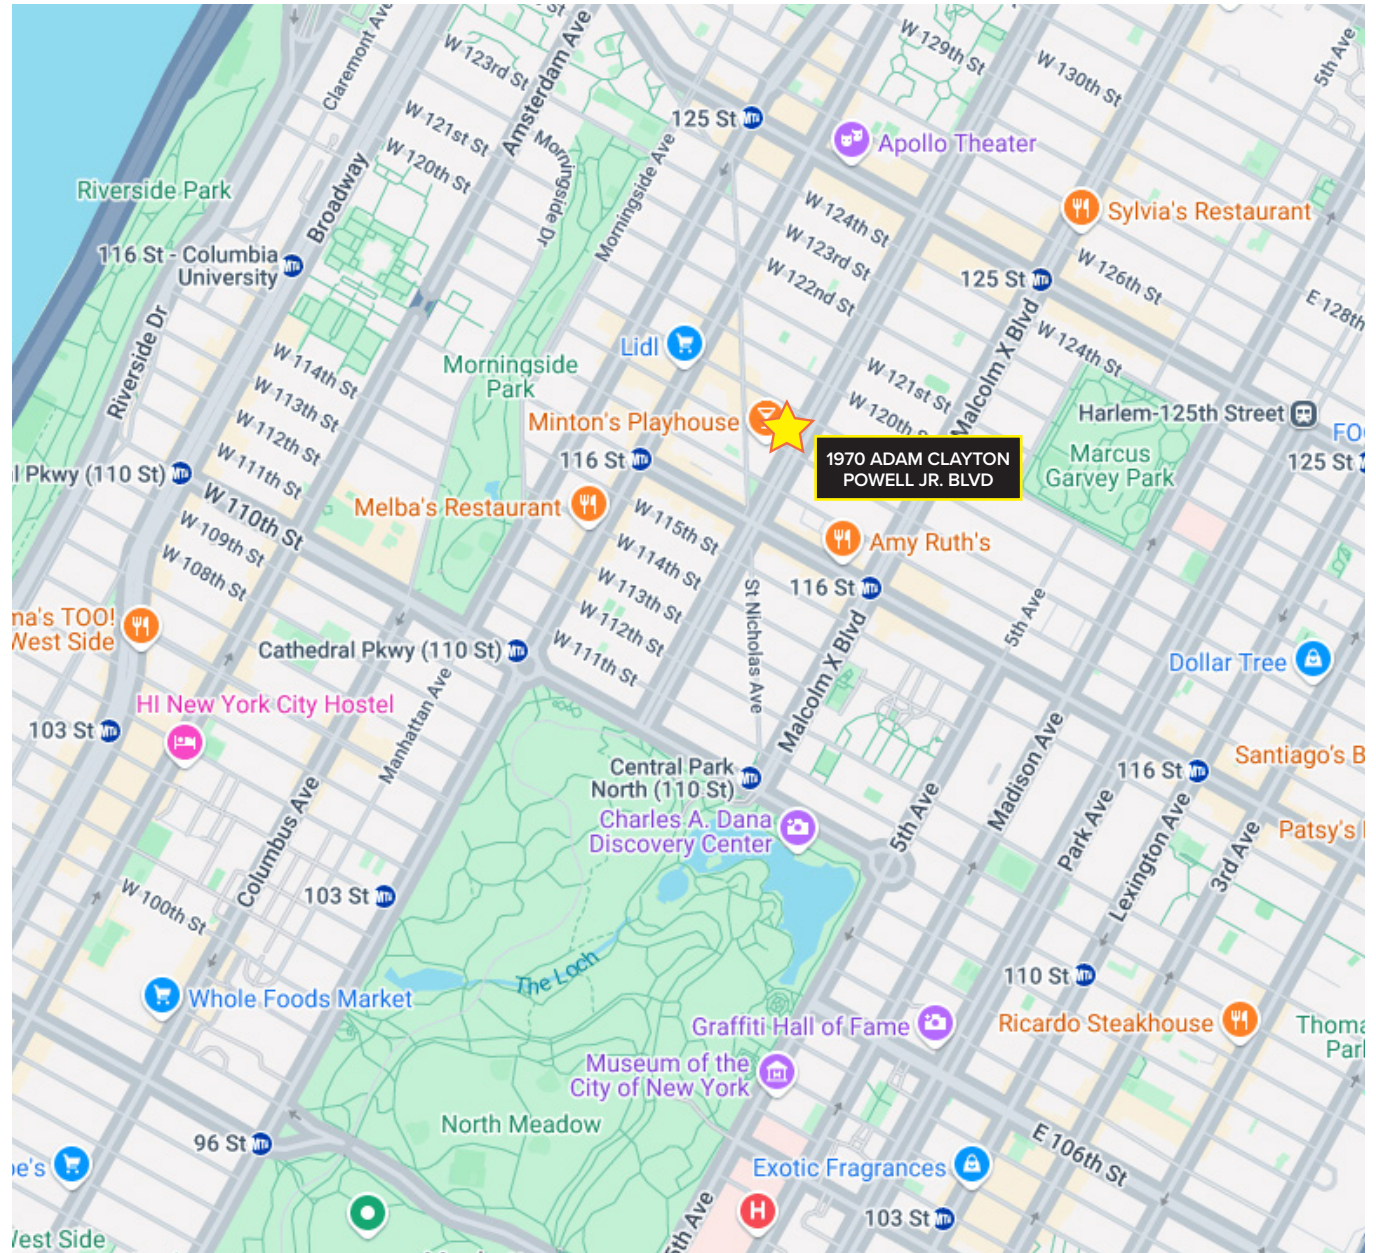 Claremont Ave
W 123rd St
Amsterdam Ave
St
W 129th St
W 130th St
5th Ave
W 121st St
W 120th St
Morningside Dr
Morningside Ave
125 St
Apollo Theater
Riverside Park
Broadway
W 124th St
Sylvia's Restaurant
W 123rd St
116 St - Columbia
University
W 122nd St
125 St
W 126th St
E 128th
Riverside Dr
W 124th St
Malcolm X Blvd
Lidl
W 114th St
Morningside
Park
W 121st St
W 113th St
W 120th St
Harlem-125th Street
Minton's Playhouse
FO
W 112th St
1970 ADAM CLAYTON
POWELL JR. BLVD
Marcus
Garvey Park
116 St
125 St
W 111th St
l Pkwy (110 St)
W 110th St
Melba's Restaurant
W 115th St
W 109th St
Amy Ruth's
W 114th St
W 108th St
116 St
W 113th St
St Nicholas Ave
5th Ave
ma's TOO!
West Side
W 112th St
Cathedral Pkwy (110 St)
W 111th St
Malcolm X Blvd
Dollar Tree
HI New York City Hostel
Manhattan Ave
103 St
Central Park
North (110 St)
Madison Ave
116 St
Santiago's B
Charles A. Dana
Discovery Center
5th Ave
Park Ave
Lexington Ave
3rd Ave
Patsy's
Columbus Ave
103 St
W 100th St
The Loch
110 St
Whole Foods Market
Graffiti Hall of Fame
Ricardo Steakhouse
Thoma
Par
Museum of the
City of New York
North Meadow
96 St
E 106th St
oe's
Exotic Fragrances
H
103 St
5th Ave
West Side